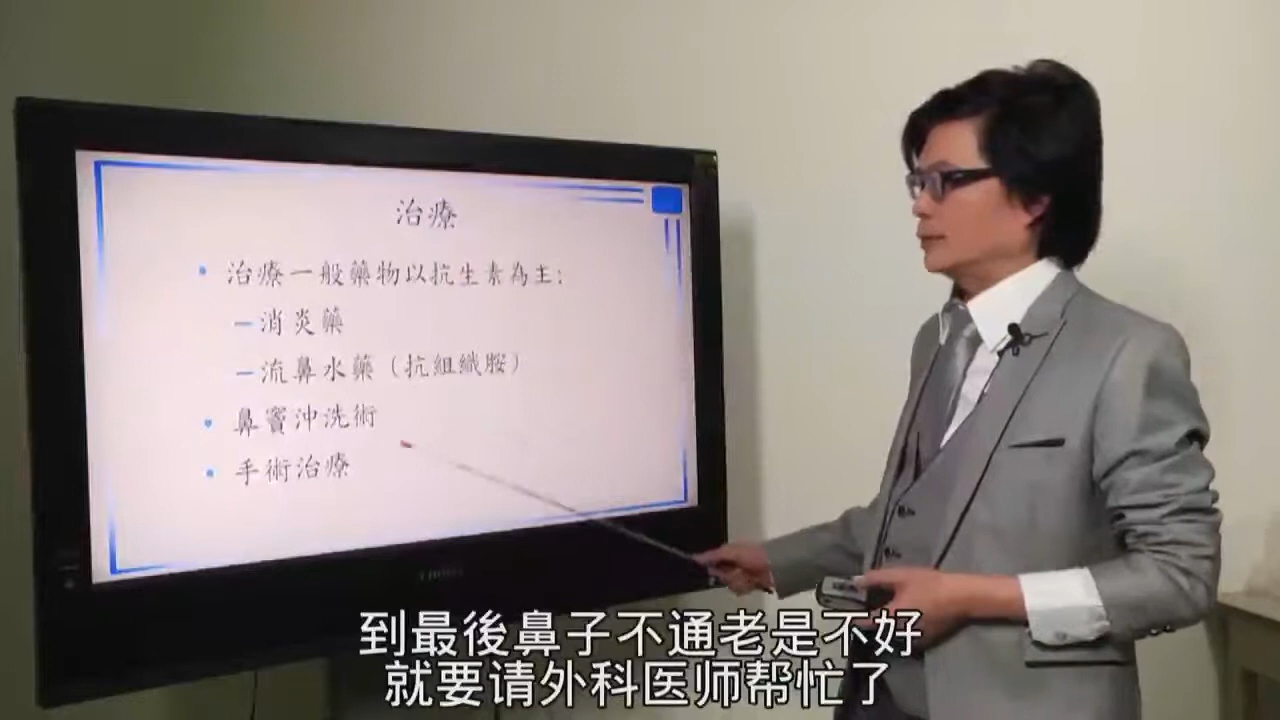 治療
• 治療一般藥物以抗生素為主:
–消炎藥
–流鼻水藥(抗組織胺)
• 鼻竇沖洗術
• 手術治療
到最後鼻子不通老是不好
就要请外科医师帮忙了